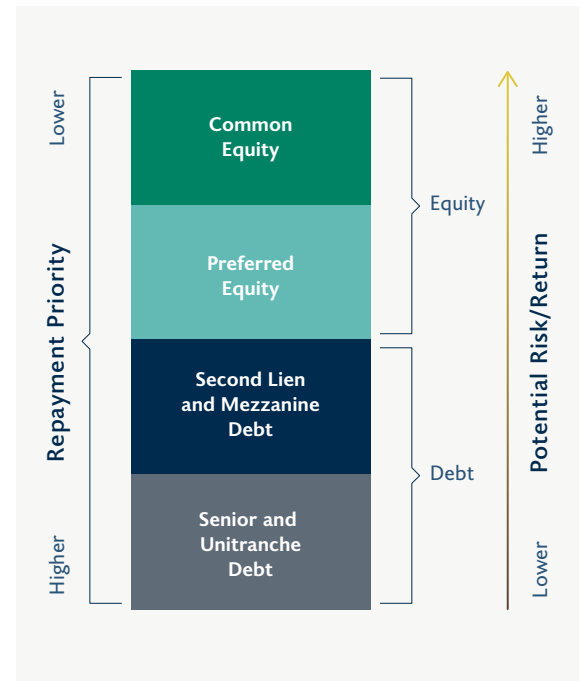 Lower
Repayment Priority
Higher
Common
Equity
Preferred
Equity
Second Lien
and Mezzanine
Debt
Senior and
Unitranche
Debt
Equity
Debt
Higher
Potential Risk/Return
Lower